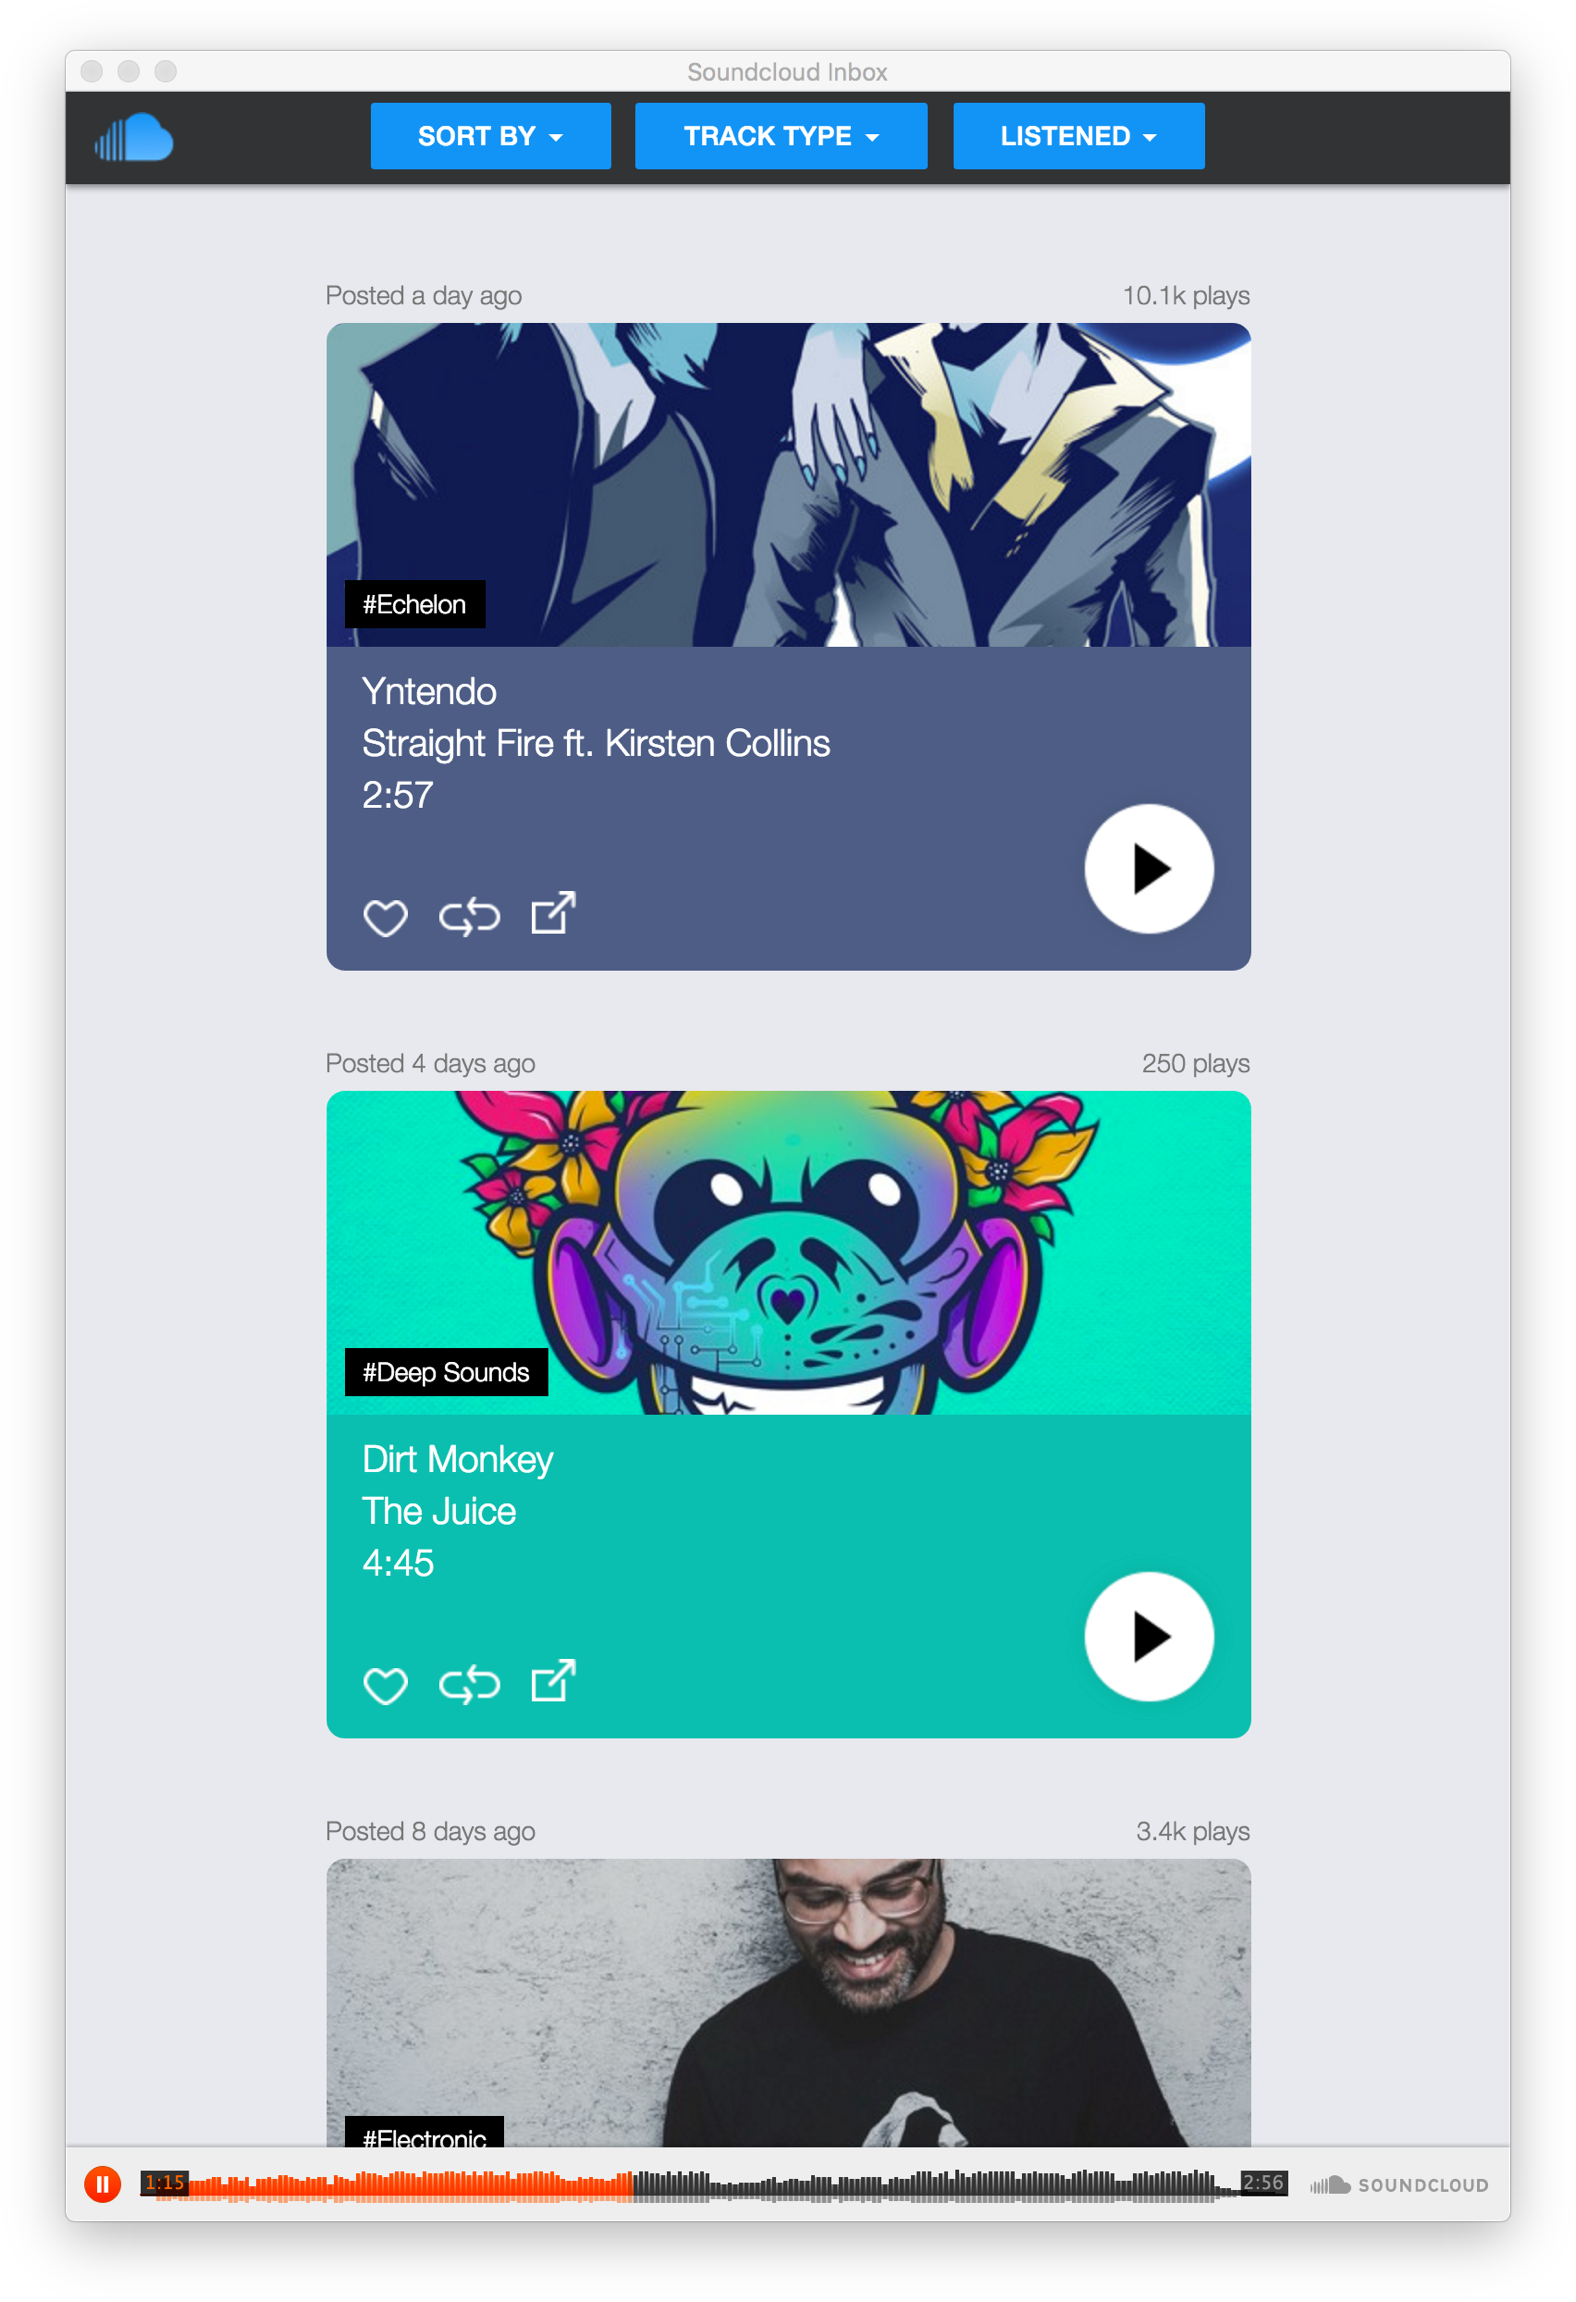 Soundcloud Inbox
SORT BY
TRACK TYPE
LISTENED
Posted a day ago
10.1k plays
#Echelon
Yntendo
Straight Fire ft. Kirsten Collins
2:57
Posted 4 days ago
250 plays
#Deep Sounds
Dirt Monkey
The Juice
4:45
Posted 8 days ago
3.4k plays
#Electronic
1:15
2:56
SOUNDCLOUD